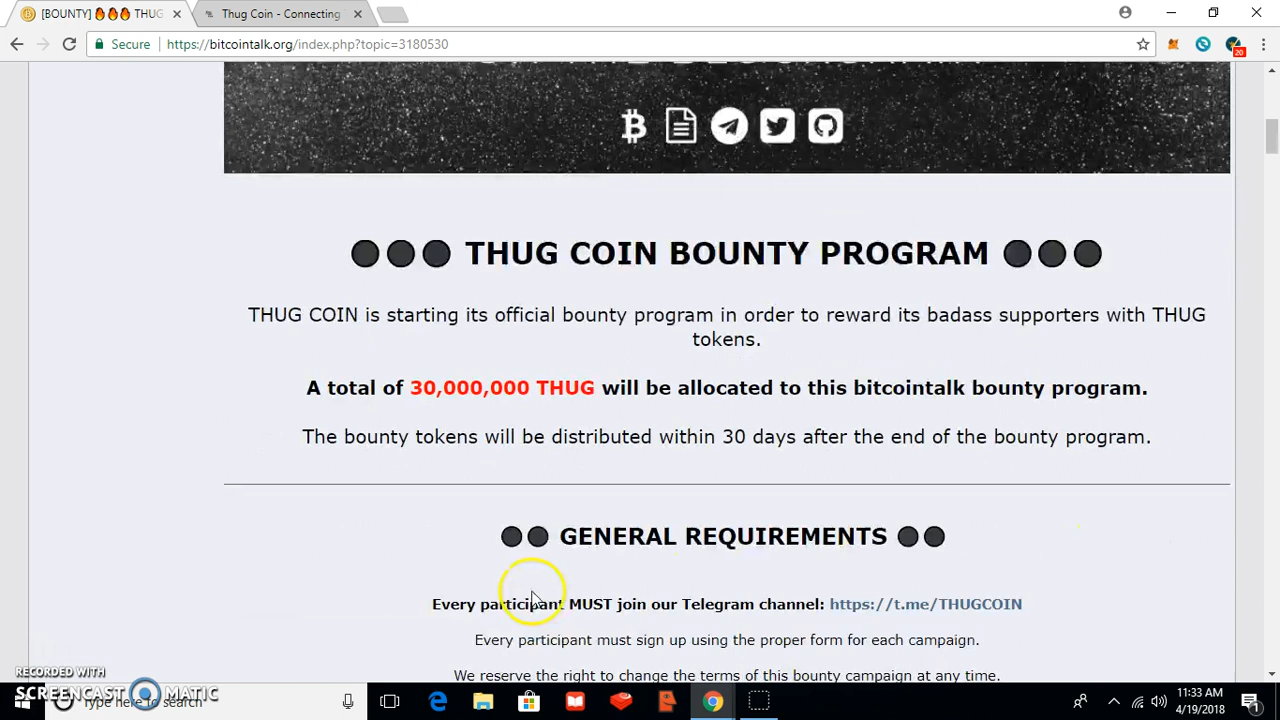 [BOUNTY] 🔥🔥🔥 THUG
Thug Coin - Connecting
Secure
https://bitcointalk.org/index.php?topic=3180530
20
THUG COIN BOUNTY PROGRAM
THUG COIN is starting its official bounty program in order to reward its badass supporters with THUG
tokens.
A total of 30,000,000 THUG will be allocated to this bitcointalk bounty program.
The bounty tokens will be distributed within 30 days after the end of the bounty program.
GENERAL REQUIREMENTS
Every participant MUST join our Telegram channel: https://t.me/THUGCOIN
Every participant must sign up using the proper form for each campaign.
We reserve the right to change the terms of this bounty campaign at any time.
RECORDED WITH
SCREENCAST MATIC
Type here to search
11:33 AM
4/19/2018
1